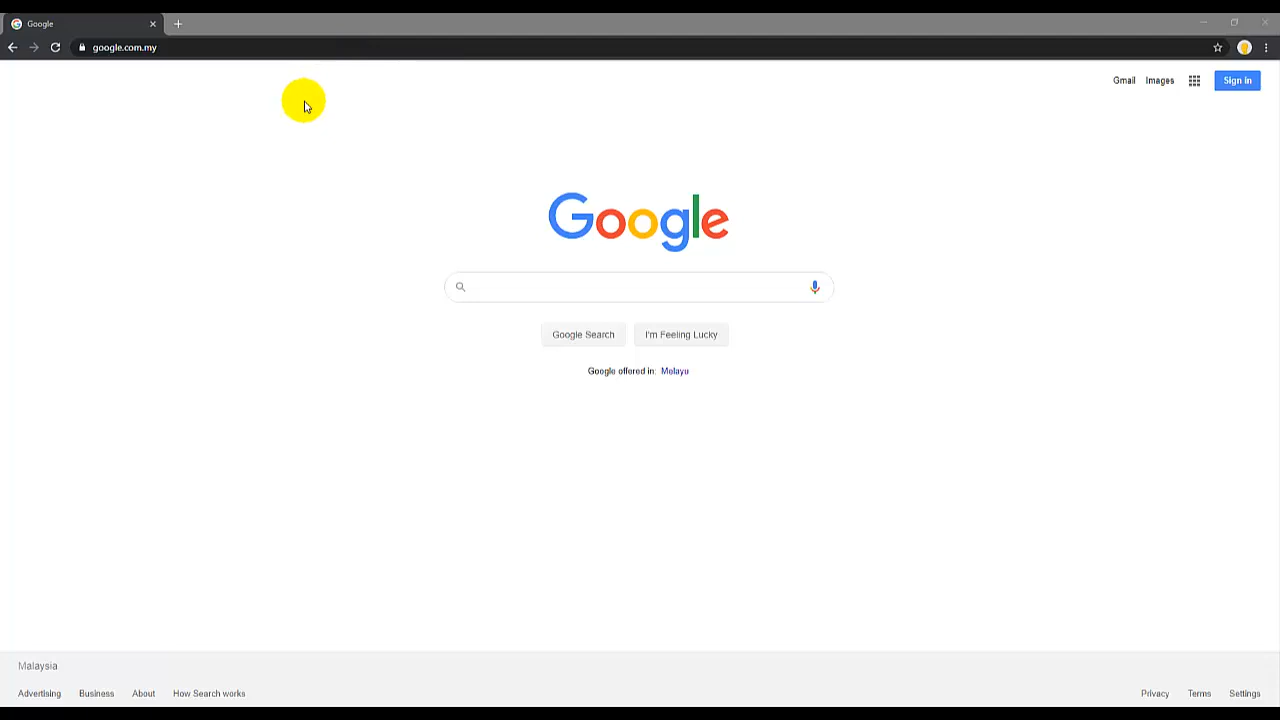 Google
google.com.my
Gmail Images Sign in
Google
Google Search I'm Feeling Lucky
Google offered in: Melayu
Malaysia
Advertising Business About How Search works Privacy Terms Settings